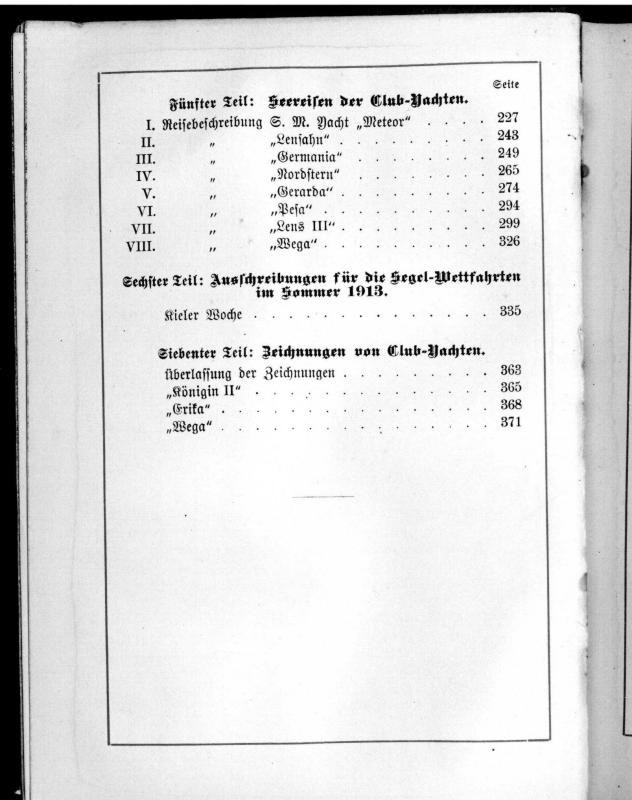 Seite
Fünfter Teil: Seereisen der Club-Yachten.
I. Reisebeschreibung S. M. Yacht „Meteor“ . . . . 227
II. „ „Lensahn“ . . . . . . . . 243
III. „ „Germania“ . . . . . . . 249
IV. „ „Nordstern“ . . . . . . . 265
V. „ „Gerarda“ . . . . . . . . 274
VI. „ „Pesa“ . . . . . . . . . 294
VII. „ „Lens III“ . . . . . . . . 299
VIII. „ „Wega“ . . . . . . . . . 326
Sechster Teil: Ausschreibungen für die Segel-Wettfahrten
im Sommer 1913.
Kieler Woche . . . . . . . . . . . . . . 335
Siebenter Teil: Zeichnungen von Club-Yachten.
Überlassung der Zeichnungen . . . . . . . . . 363
„Königin II“ . . . . . . . . . . . . . . 365
„Erika“ . . . . . . . . . . . . . . . . 368
„Wega“ . . . . . . . . . . . . . . . . 371